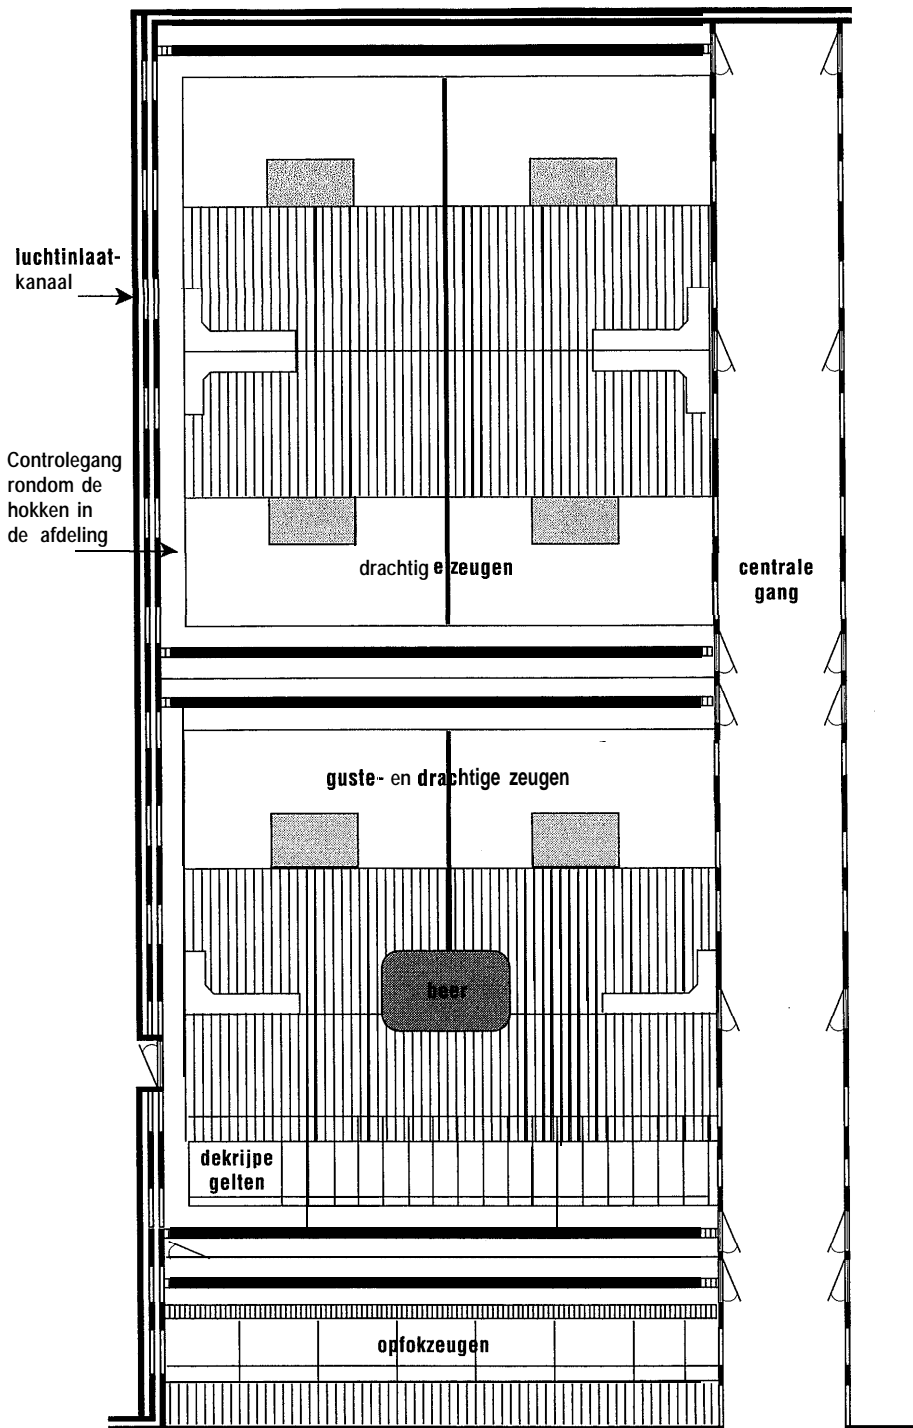 luchtinlaat-
kanaal
Controlegang
rondom de
hokken in
de afdeling
drachtig e zeugen
centrale
gang
guste- en drachtige zeugen
beer
dekrijpe
gelten
opfokzeugen